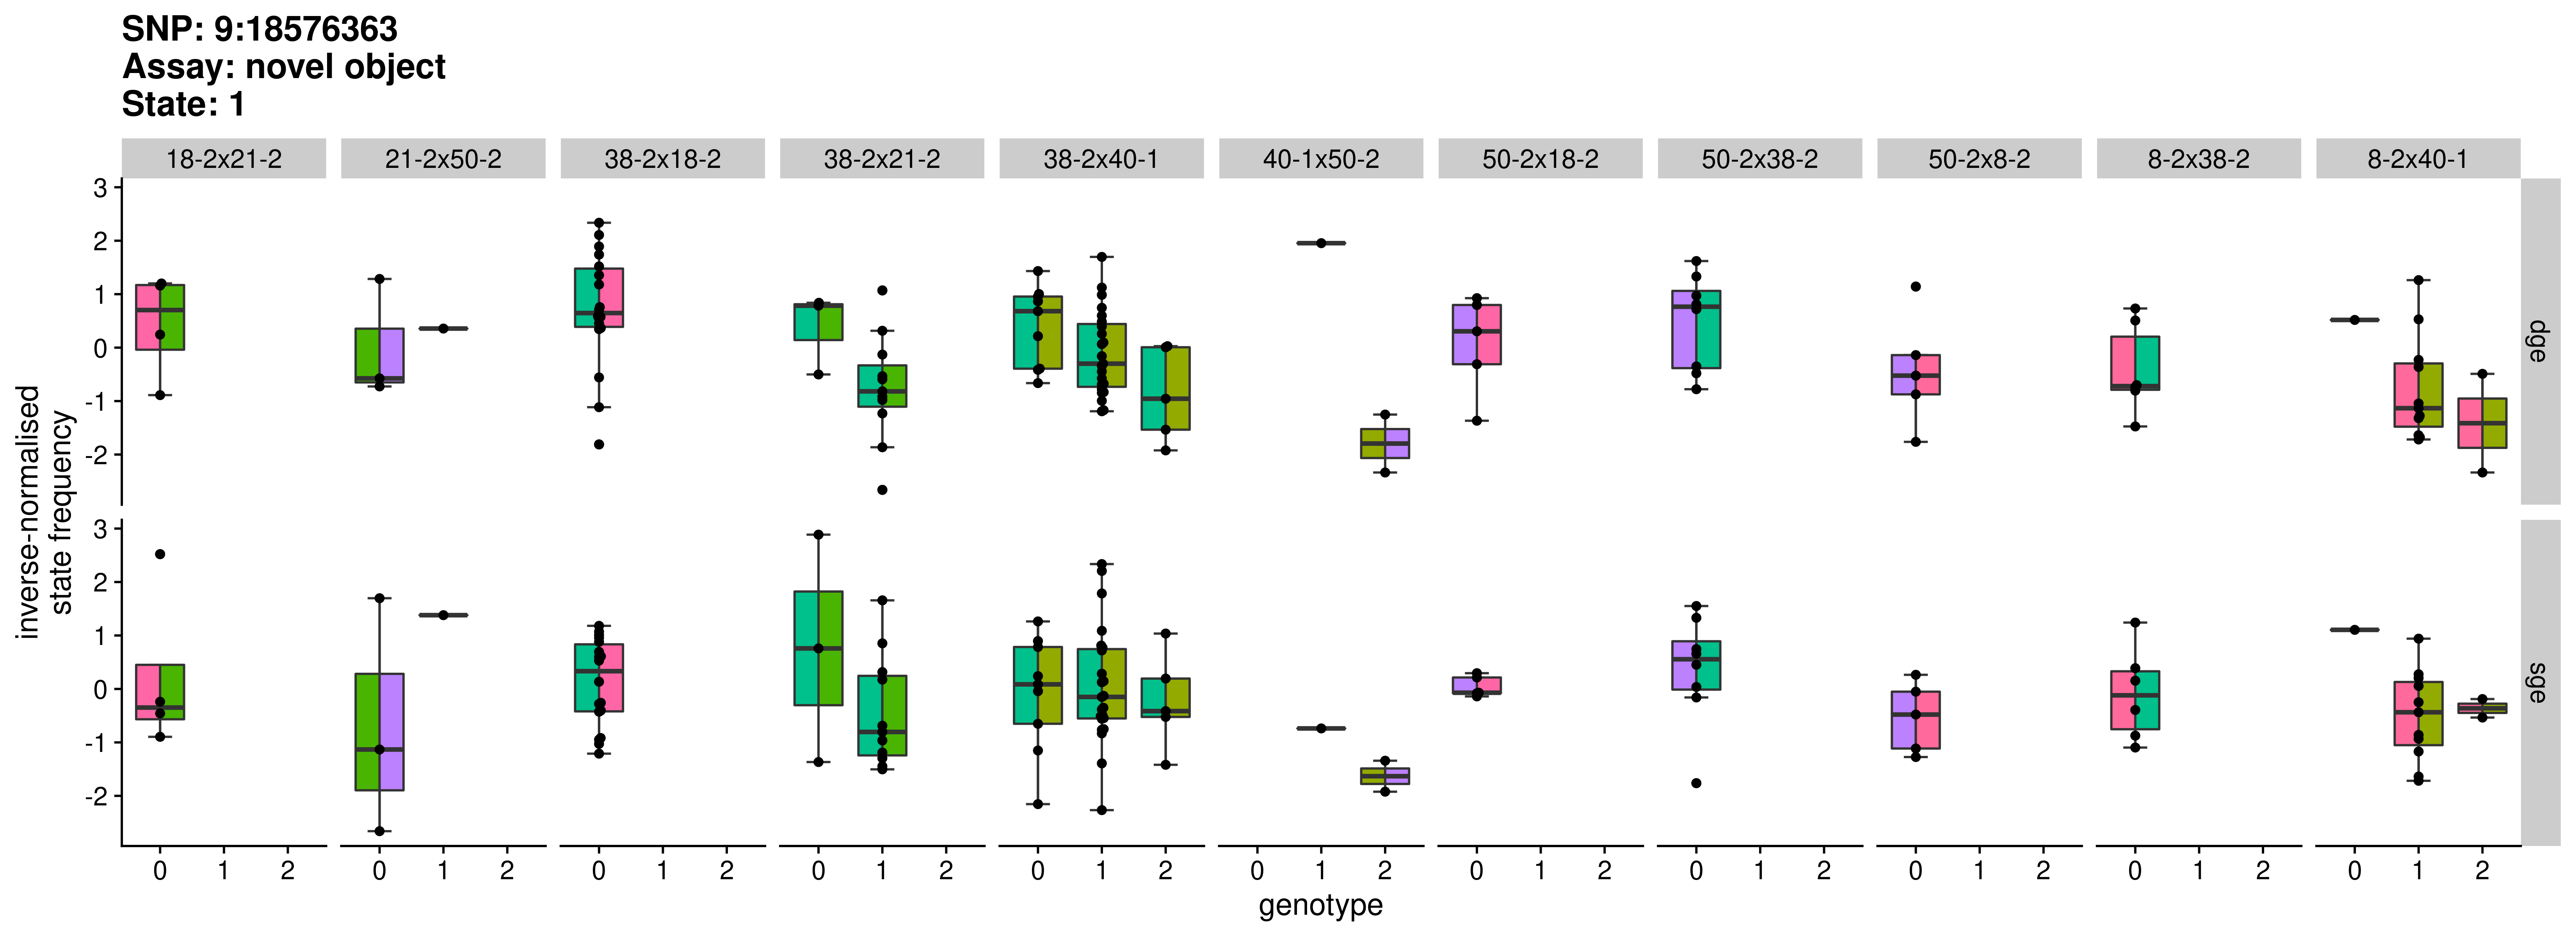 SNP: 9:18576363
Assay: novel object
State: 1
18-2x21-2 21-2x50-2 38-2x18-2 38-2x21-2 38-2x40-1 40-1x50-2 50-2x18-2 50-2x38-2 50-2x8-2 8-2x38-2 8-2x40-1
3
2
1
0
-1
-2
dge
3
2
1
0
-1
-2
sge
inverse-normalised
state frequency
0 1 2 0 1 2 0 1 2 0 1 2 0 1 2 0 1 2 0 1 2 0 1 2 0 1 2 0 1 2 0 1 2
genotype